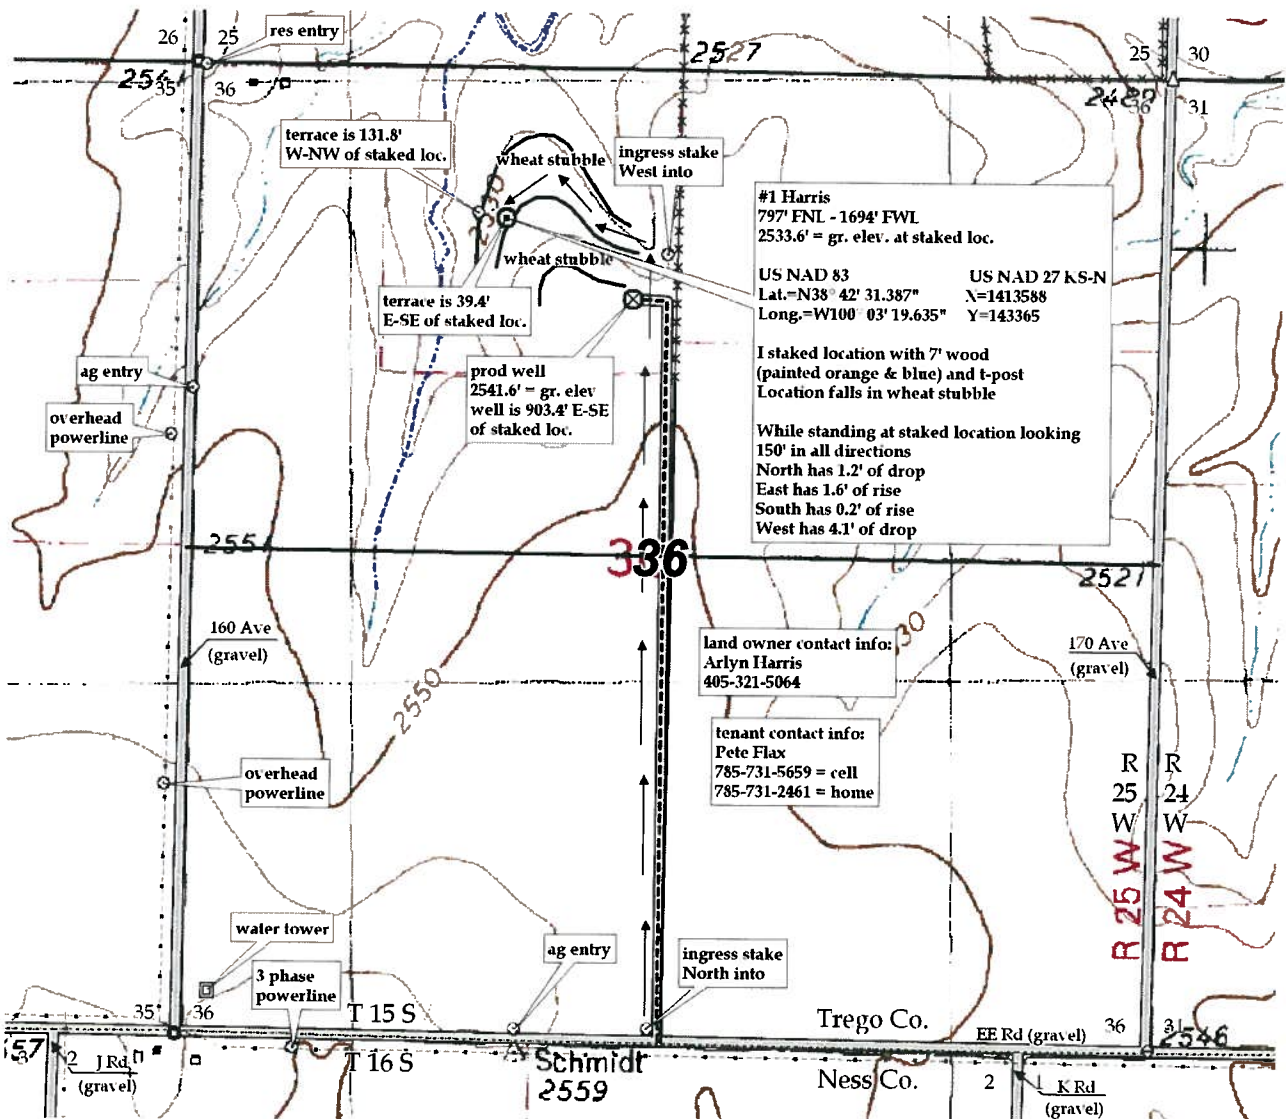 res entry
26
25
35
36
2527
25
30
36
31
terrace is 131.8'
W-NW of staked loc.
wheat stubble
ingress stake
West into
#1 Harris
797' FNL - 1694' FWL
2533.6' = gr. elev. at staked loc.
US NAD 83
US NAD 27 KS-N
Lat.=N38° 42' 31.387"
X=1413588
Long.=W100° 03' 19.635"
Y=143365
I staked location with 7' wood
(painted orange & blue) and t-post
Location falls in wheat stubble
While standing at staked location looking
150' in all directions
North has 1.2' of drop
East has 1.6' of rise
South has 0.2' of rise
West has 4.1' of drop
wheat stubble
terrace is 39.4'
E-SE of staked loc.
prod well
2541.6' = gr. elev
well is 903.4' E-SE
of staked loc.
ag entry
overhead
powerline
336
2521
160 Ave
(gravel)
land owner contact info:
Arlyn Harris
405-321-5064
170 Ave
(gravel)
2550
tenant contact info:
Pete Flax
785-731-5659 = cell
785-731-2461 = home
overhead
powerline
R
25
W
R
24
W
R 25 W
R 24 W
water tower
3 phase
powerline
ag entry
ingress stake
North into
35
36
T 15 S
T 16 S
Schmidt
2559
Trego Co.
Ness Co.
EE Rd (gravel)
36
31
2546
2
J Rd
(gravel)
2
1
K Rd
(gravel)